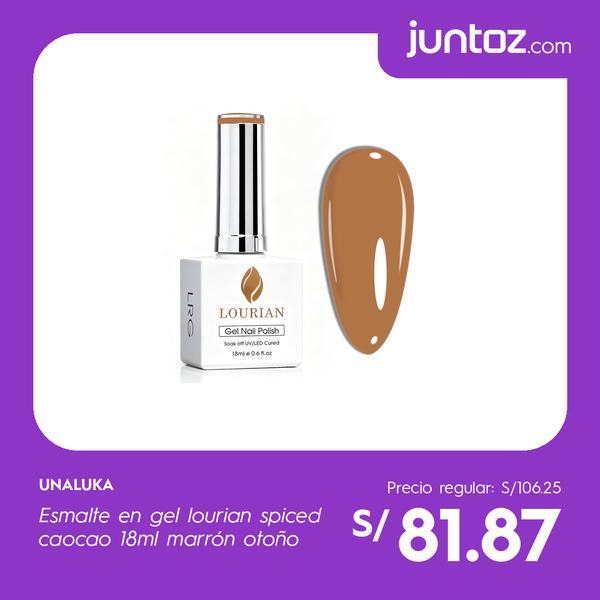 juntoz.com
LOURIAN
Gel Nail Polish
Soak off UV/LED Cured
18ml e 0.6 fl.oz
LRG
UNALUKA
Esmalte en gel lourian spiced
caocao 18ml marrón otoño
Precio regular: S/106.25
S/ 81.87